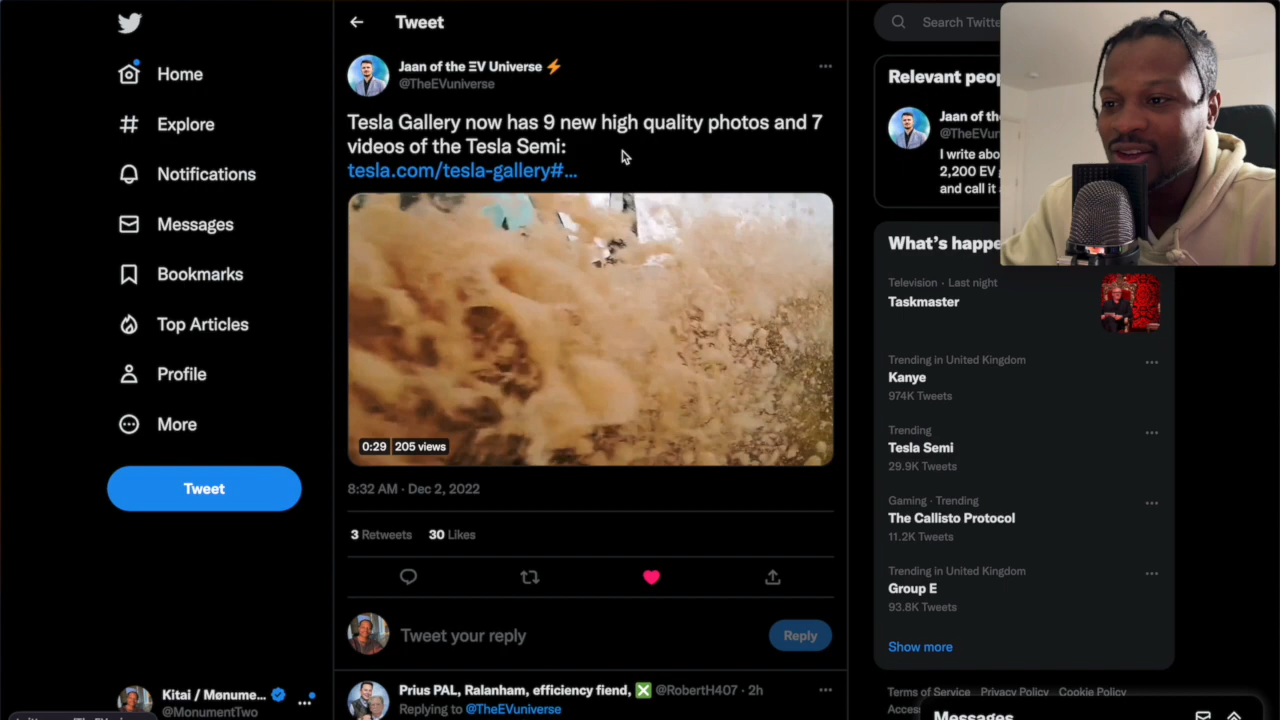 Home
Explore
Notifications
Messages
Bookmarks
Top Articles
Profile
More
Tweet
Kitai / Mønume...
@MonumentTwo
Tweet
Jaan of the ΞV Universe ⚡
@TheEVuniverse
Tesla Gallery now has 9 new high quality photos and 7
videos of the Tesla Semi:
tesla.com/tesla-gallery#...
0:29 205 views
8:32 AM · Dec 2, 2022
3 Retweets 30 Likes
Tweet your reply
Reply
Prius PAL, Ralanham, efficiency fiend, ❎ @RobertH407 · 2h
Replying to @TheEVuniverse
Search Twitte
Relevant peop
Jaan of th
@TheEVun
I write abo
2,200 EV
and call it
What's happe
Television · Last night
Taskmaster
Trending in United Kingdom
Kanye
974K Tweets
Trending
Tesla Semi
29.9K Tweets
Gaming · Trending
The Callisto Protocol
11.2K Tweets
Trending in United Kingdom
Group E
93.8K Tweets
Show more
Terms of Service Privacy Policy Cookie Policy
Access
Messages